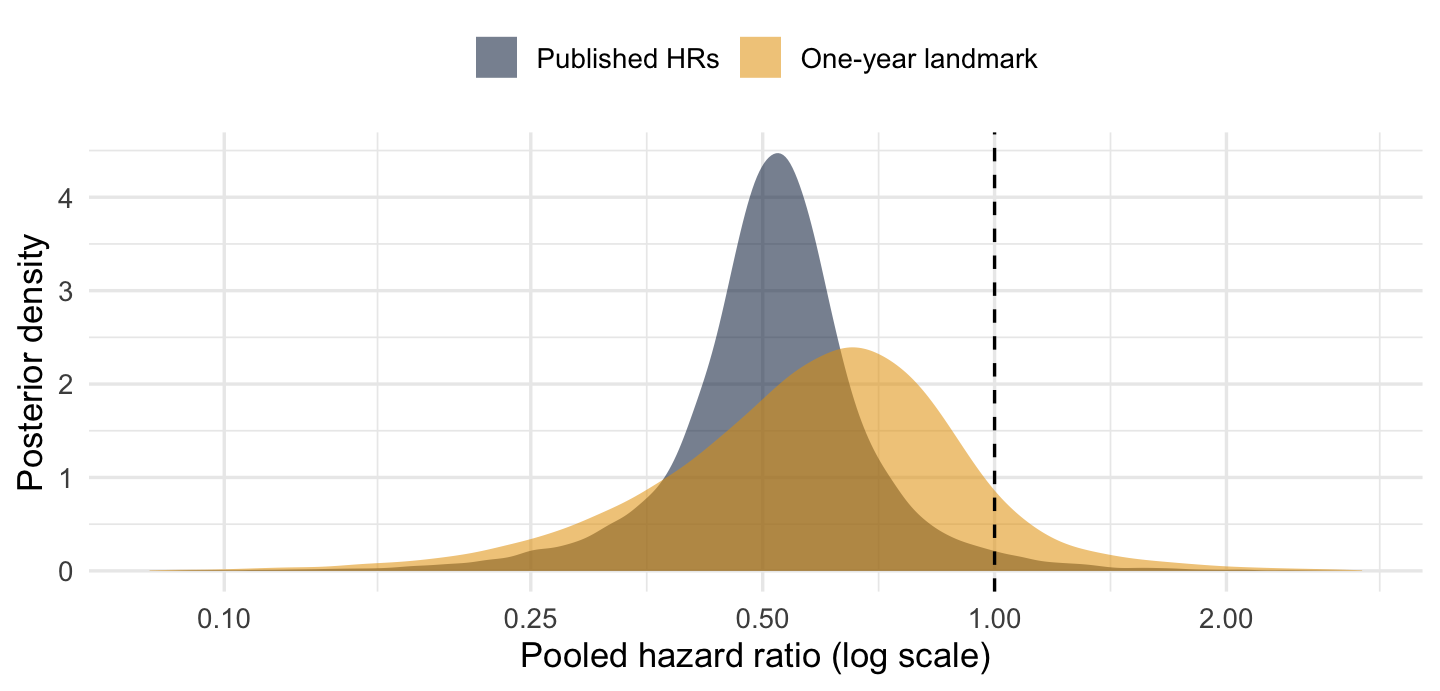 Published HRs One-year landmark
Posterior density
4
3
2
1
0
0.10 0.25 0.50 1.00 2.00
Pooled hazard ratio (log scale)